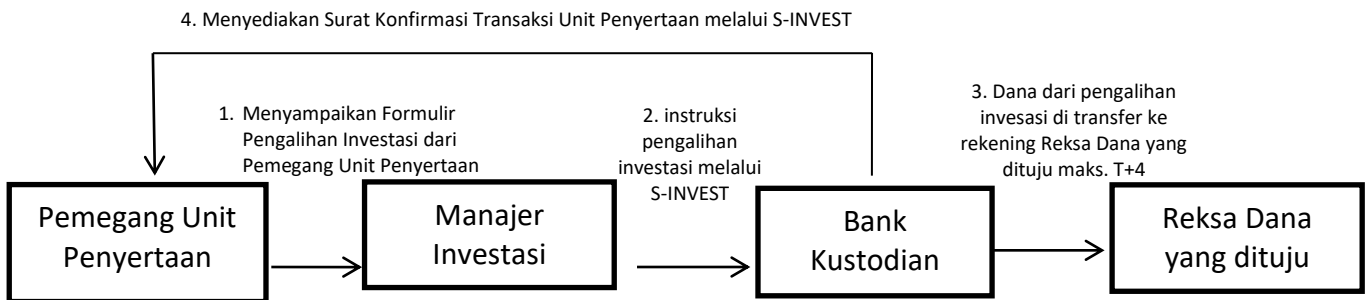 4. Menyediakan Surat Konfirmasi Transaksi Unit Penyertaan melalui S-INVEST
1. Menyampaikan Formulir
Pengalihan Investasi dari
Pemegang Unit Penyertaan
2. instruksi
pengalihan
investasi melalui
S-INVEST
3. Dana dari pengalihan
invesasi di transfer ke
rekening Reksa Dana yang
dituju maks. T+4
Pemegang Unit
Penyertaan
Manajer
Investasi
Bank
Kustodian
Reksa Dana
yang dituju